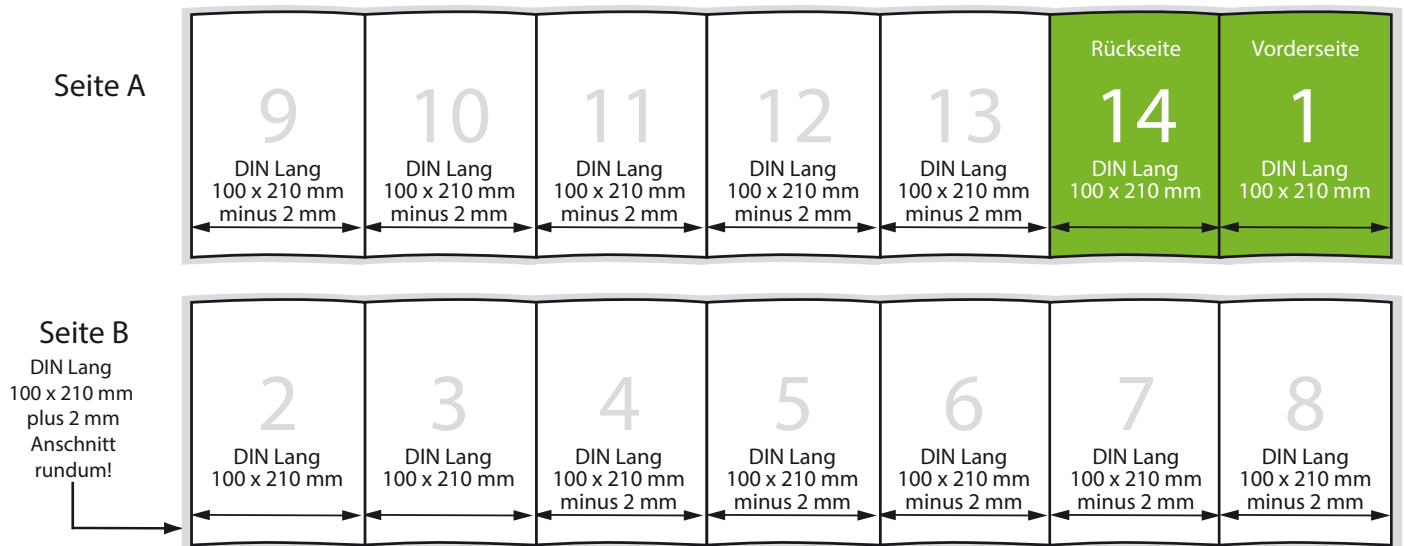 Seite A
9
DIN Lang
100 x 210 mm
minus 2 mm
10
DIN Lang
100 x 210 mm
minus 2 mm
11
DIN Lang
100 x 210 mm
minus 2 mm
12
DIN Lang
100 x 210 mm
minus 2 mm
13
DIN Lang
100 x 210 mm
minus 2 mm
Rückseite
14
DIN Lang
100 x 210 mm
Vorderseite
1
DIN Lang
100 x 210 mm
Seite B
DIN Lang
100 x 210 mm
plus 2 mm
Anschnitt
rundum!
2
DIN Lang
100 x 210 mm
3
DIN Lang
100 x 210 mm
4
DIN Lang
100 x 210 mm
minus 2 mm
5
DIN Lang
100 x 210 mm
minus 2 mm
6
DIN Lang
100 x 210 mm
minus 2 mm
7
DIN Lang
100 x 210 mm
minus 2 mm
8
DIN Lang
100 x 210 mm
minus 2 mm